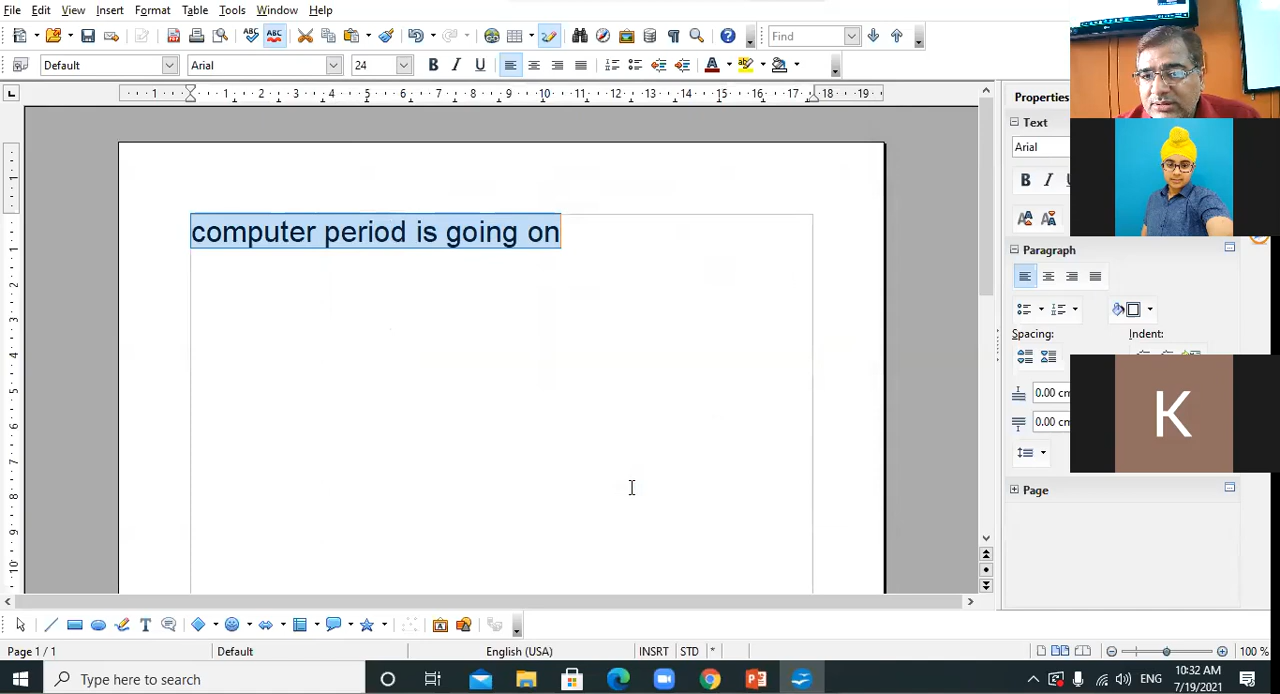 File Edit View Insert Format Table Tools Window Help
Find
Default Arial 24
1 1 2 3 4 5 6 7 8 9 10 11 12 13 14 15 16 17 18 19
Properties
Text
Arial
computer period is going on
Paragraph
Spacing: Indent:
0.00 cm
0.00 cm
K
Page
Page 1 / 1 Default English (USA) INSRT STD * 100 %
Type here to search
ENG 10:32 AM
7/19/2021